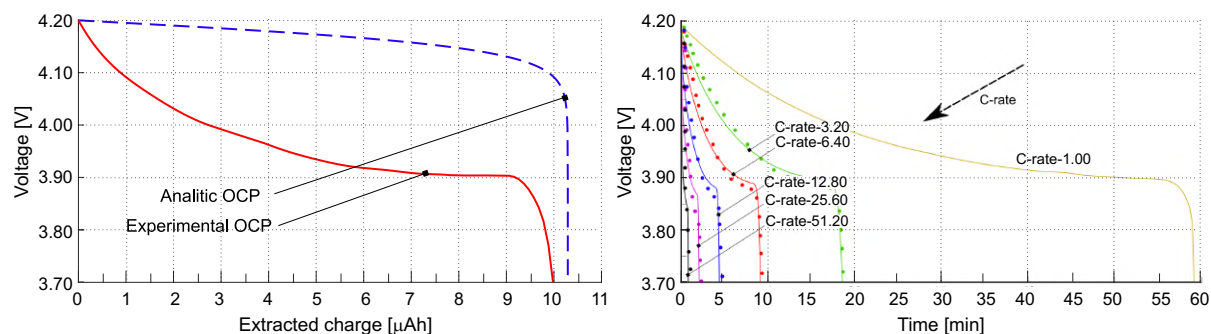 4.20
4.10
4.00
3.90
3.80
3.70
Voltage [V]
Analitic OCP
Experimental OCP
0 1 2 3 4 5 6 7 8 9 10 11
Extracted charge [μAh]
4.20
4.10
4.00
3.90
3.80
3.70
Voltage [V]
C-rate
C-rate-3.20
C-rate-6.40
C-rate-1.00
C-rate-12.80
C-rate-25.60
C-rate-51.20
0 5 10 15 20 25 30 35 40 45 50 55 60
Time [min]